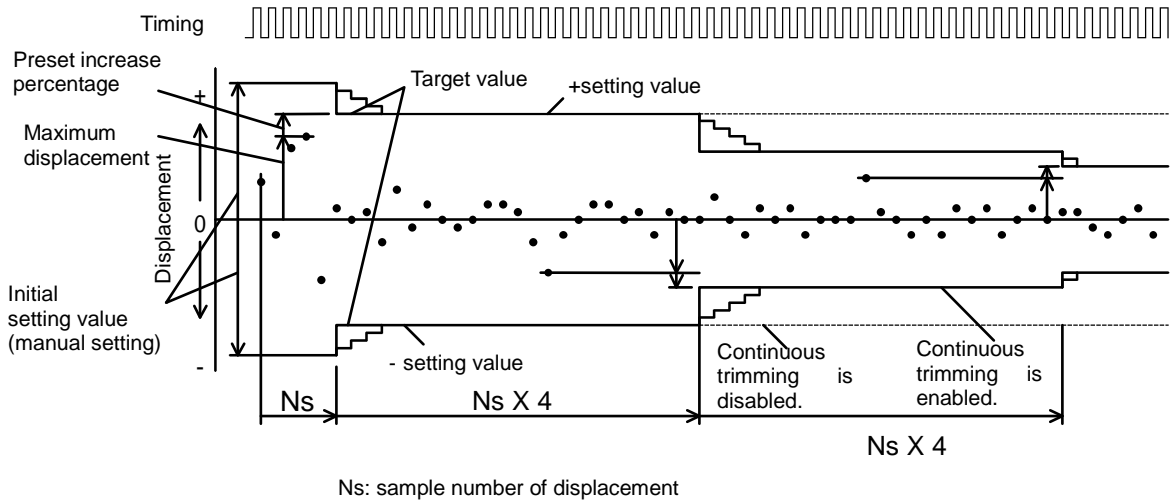 Timing
Preset increase
percentage
Maximum
displacement
Target value
+setting value
+
Displacement
0
-
Initial
setting value
(manual setting)
- setting value
Continuous
trimming is
disabled.
Continuous
trimming is
enabled.
Ns
Ns X 4
Ns X 4
Ns: sample number of displacement